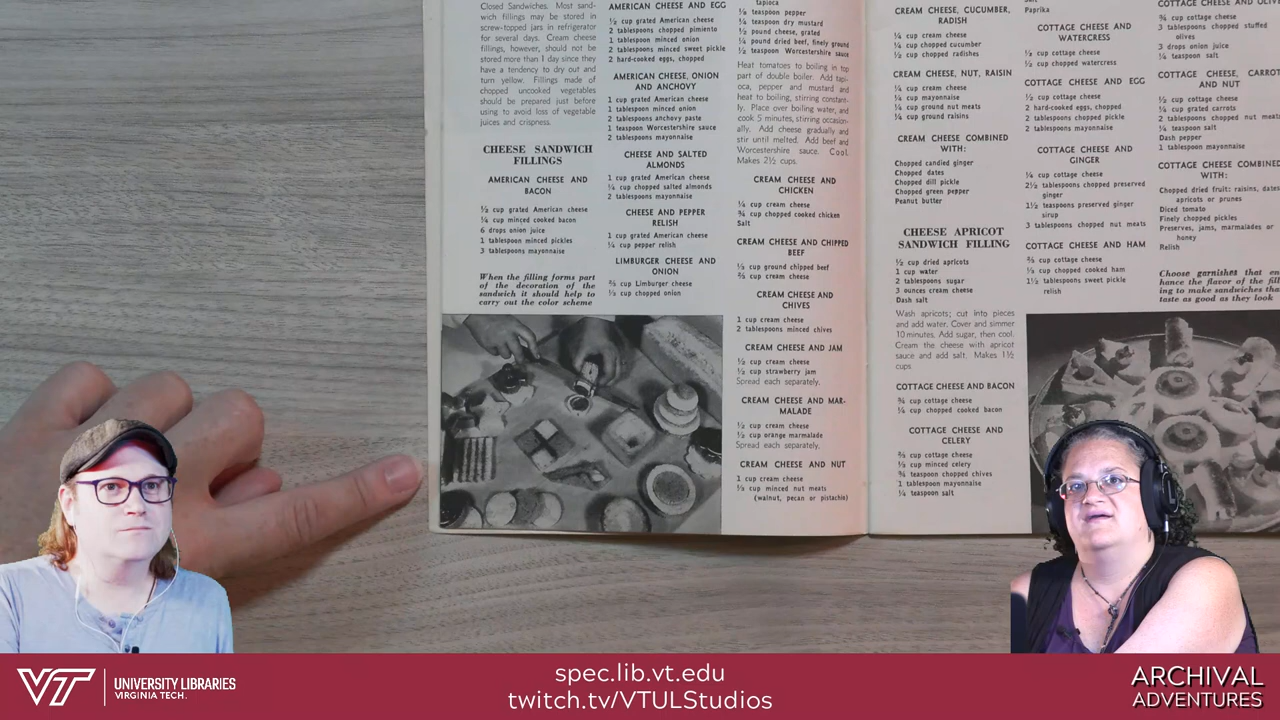 Closed Sandwiches. Most sand-
wich fillings may be stored in
screw-topped jars in refrigerator
for several days. Cream cheese
fillings, however, should not be
stored more than 1 day since they
have a tendency to dry out and
turn yellow. Fillings made of
chopped uncooked vegetables
should be prepared just before
using to avoid loss of vegetable
juices and crispness.
CHEESE SANDWICH
FILLINGS
AMERICAN CHEESE AND
BACON
½ cup grated American cheese
¼ cup minced cooked bacon
6 drops onion juice
1 tablespoon minced pickles
3 tablespoons mayonnaise
When the filling forms part
of the decoration of the
sandwich it should help to
carry out the color scheme
AMERICAN CHEESE AND EGG
½ cup grated American cheese
2 tablespoons chopped pimiento
1 tablespoon minced onion
2 tablespoons minced sweet pickle
2 hard-cooked eggs, chopped
AMERICAN CHEESE, ONION
AND ANCHOVY
1 cup grated American cheese
1 teaspoon minced onion
2 tablespoons anchovy paste
1 teaspoon Worcestershire sauce
2 tablespoons mayonnaise
CHEESE AND SALTED
ALMONDS
1 cup grated American cheese
¼ cup chopped salted almonds
2 tablespoons mayonnaise
CHEESE AND PEPPER
RELISH
1 cup grated American cheese
¼ cup pepper relish
LIMBURGER CHEESE AND
ONION
⅔ cup Limburger cheese
⅓ cup chopped onion
tapioca
⅛ teaspoon pepper
¼ teaspoon dry mustard
½ pound cheese, grated
¼ pound dried beef, finely ground
½ teaspoon Worcestershire sauce
Heat tomatoes to boiling in top
part of double boiler. Add tapi-
oca, pepper and mustard and
heat to boiling, stirring constant-
ly. Place over boiling water, and
cook 5 minutes, stirring occasion-
ally. Add cheese gradually and
stir until melted. Add beef and
Worcestershire sauce. Cool.
Makes 2½ cups.
CREAM CHEESE AND
CHICKEN
¼ cup cream cheese
¾ cup chopped cooked chicken
Salt
CREAM CHEESE AND CHIPPED
BEEF
⅓ cup ground chipped beef
⅔ cup cream cheese
CREAM CHEESE AND
CHIVES
1 cup cream cheese
2 tablespoons minced chives
CREAM CHEESE AND JAM
½ cup cream cheese
½ cup strawberry jam
Spread each separately.
CREAM CHEESE AND MAR-
MALADE
½ cup cream cheese
½ cup orange marmalade
Spread each separately.
CREAM CHEESE AND NUT
1 cup cream cheese
⅓ cup minced nut meats
(walnut, pecan or pistachio)
CREAM CHEESE, CUCUMBER,
RADISH
¼ cup cream cheese
¼ cup chopped cucumber
½ cup chopped radishes
CREAM CHEESE, NUT, RAISIN
¼ cup cream cheese
¼ cup mayonnaise
¼ cup ground nut meats
¼ cup ground raisins
CREAM CHEESE COMBINED
WITH:
Chopped candied ginger
Chopped dates
Chopped dill pickle
Chopped green pepper
Peanut butter
CHEESE APRICOT
SANDWICH FILLING
½ cup dried apricots
1 cup water
2 tablespoons sugar
3 ounces cream cheese
Dash salt
Wash apricots; cut into pieces
and add water. Cover and simmer
10 minutes. Add sugar, then cool.
Cream the cheese with apricot
sauce and add salt. Makes 1½
cups
COTTAGE CHEESE AND BACON
¾ cup cottage cheese
¼ cup chopped cooked bacon
COTTAGE CHEESE AND
CELERY
⅔ cup cottage cheese
⅓ cup minced celery
¾ teaspoon chopped chives
1 tablespoon mayonnaise
¼ teaspoon salt
Paprika
COTTAGE CHEESE AND
WATERCRESS
½ cup cottage cheese
½ cup chopped watercress
COTTAGE CHEESE AND EGG
½ cup cottage cheese
2 hard-cooked eggs, chopped
2 tablespoons chopped pickle
2 tablespoons mayonnaise
COTTAGE CHEESE AND
GINGER
¼ cup cottage cheese
2½ tablespoons chopped preserved
ginger
1½ teaspoons preserved ginger
sirup
3 tablespoons chopped nut meats
COTTAGE CHEESE AND HAM
⅔ cup cottage cheese
⅓ cup chopped cooked ham
1½ tablespoons sweet pickle
relish
COTTAGE CHEESE AND
¾ cup cottage cheese
3 tablespoons chopped stuffed
olives
3 drops onion juice
¼ teaspoon salt
COTTAGE CHEESE, CARROT
AND NUT
½ cup cottage cheese
¼ cup grated carrots
2 tablespoons chopped nut meats
¼ teaspoon salt
Dash pepper
1 tablespoon mayonnaise
COTTAGE CHEESE COMBINED
WITH:
Chopped dried fruit: raisins, dates
apricots or prunes
Diced tomato
Finely chopped pickles
Preserves, jams, marmalades or
honey
Relish
Choose garnishes that en
hance the flavor of the fill
ing to make sandwiches that
taste as good as they look
VT
UNIVERSITY LIBRARIES
VIRGINIA TECH.
spec.lib.vt.edu
twitch.tv/VTULStudios
ARCHIVAL
ADVENTURES